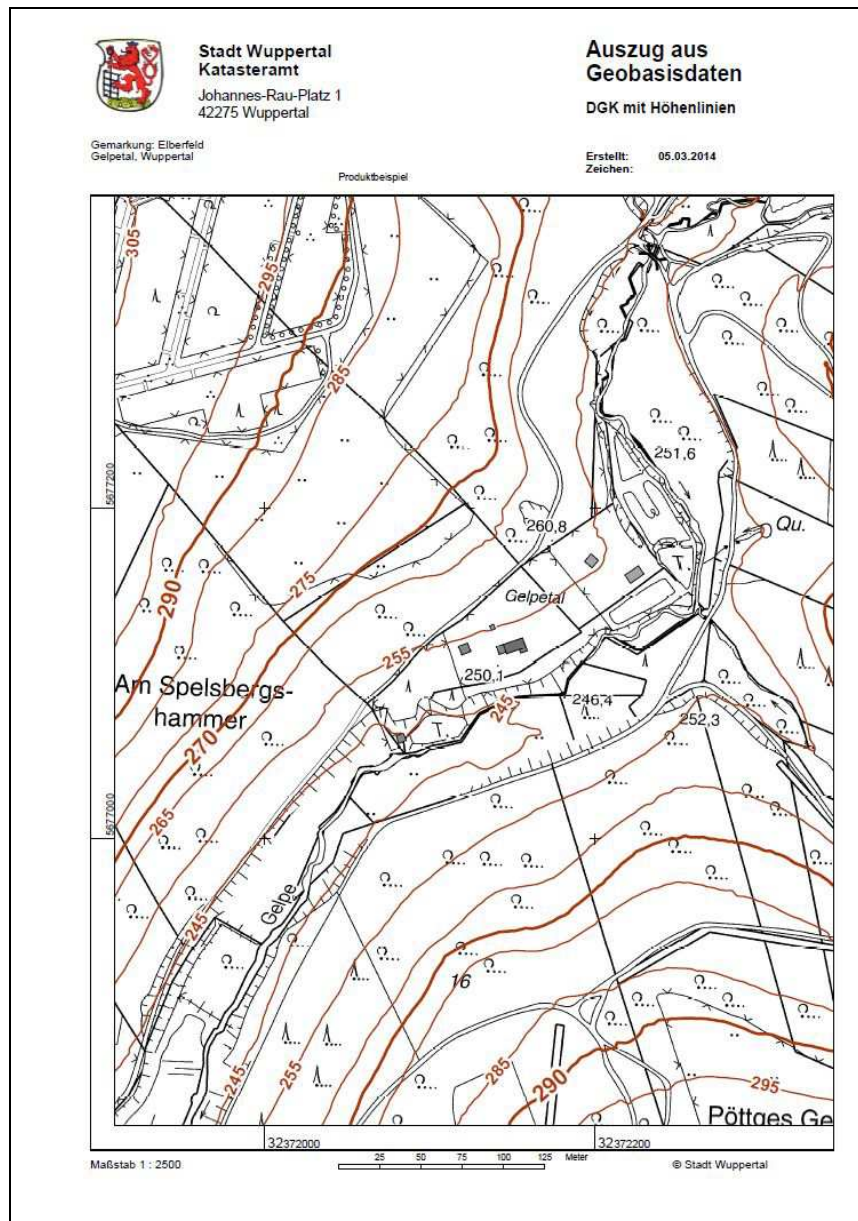 Stadt Wuppertal
Katasteramt
Johannes-Rau-Platz 1
42275 Wuppertal
Auszug aus
Geobasisdaten
DGK mit Höhenlinien
Gemarkung: Elberfeld
Gelpetal, Wuppertal
Erstellt: 05.03.2014
Zeichen:
Produktbeispiel
305
295
285
251,6
5677200
260,8
Qu.
275
290
Gelpetal
T
255
250,1
Am Spelsbergs-
hammer
245
246,4
252,3
T
270
265
5677000
Gelpe
245
16
245
255
285
290
295
Pöttges Ge
32372000
32372200
Maßstab 1 : 2500
25 50 75 100 125 Meter
© Stadt Wuppertal